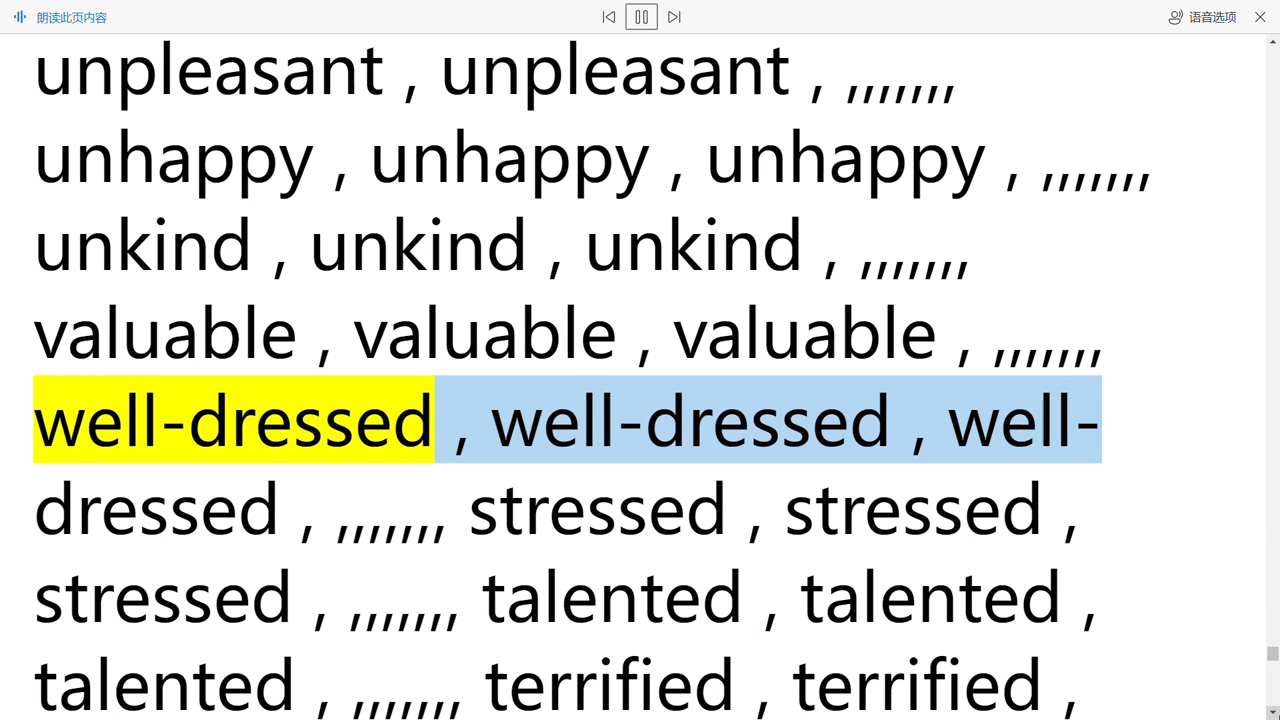 朗读此页内容
语音选项
unpleasant , unpleasant , ,,,,,,,
unhappy , unhappy , unhappy , ,,,,,,,
unkind , unkind , unkind , ,,,,,,,
valuable , valuable , valuable , ,,,,,,,
well-dressed , well-dressed , well-
dressed , ,,,,,,, stressed , stressed ,
stressed , ,,,,,,, talented , talented ,
talented , ,,,,,,, terrified , terrified ,